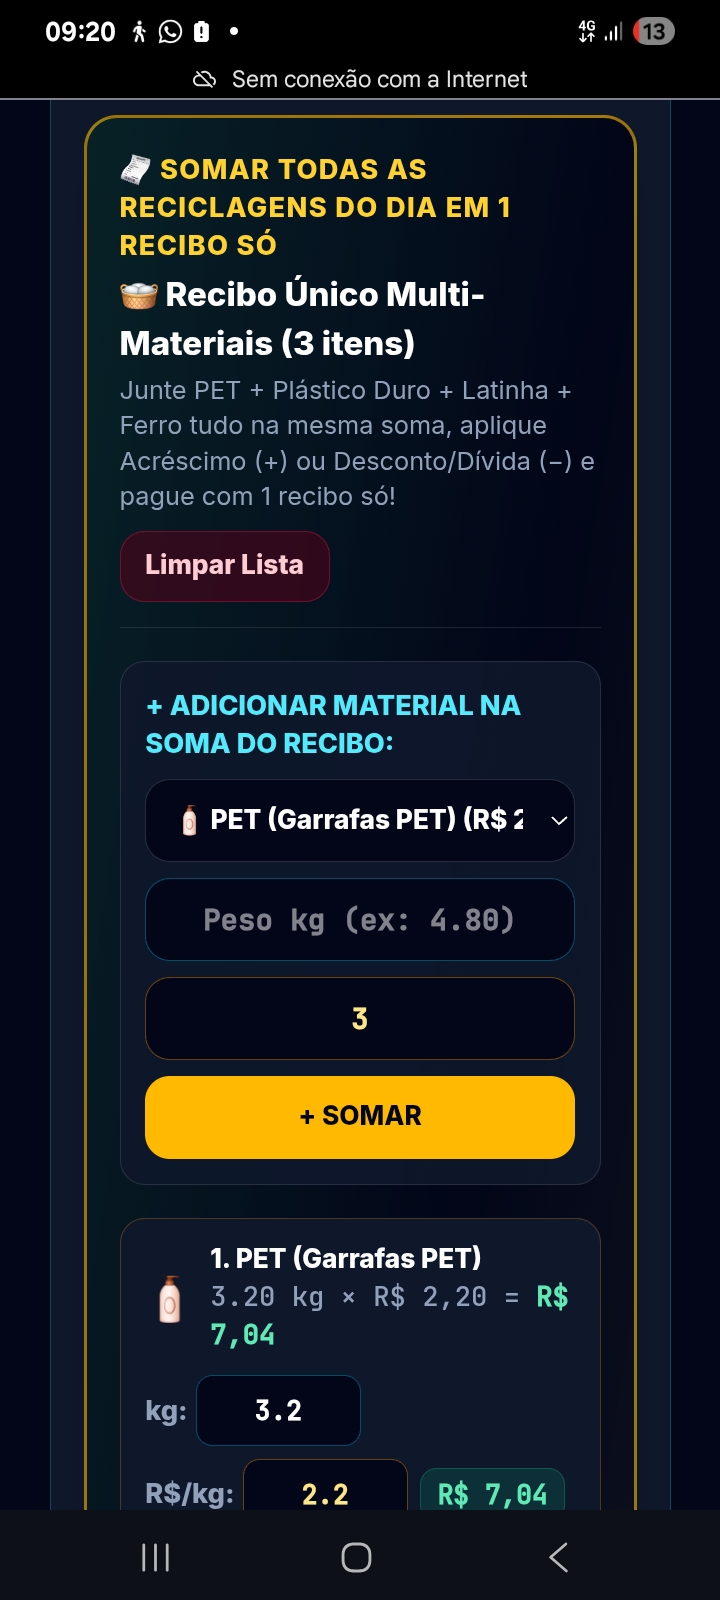 09:20
4G
13
Sem conexão com a Internet
SOMAR TODAS AS
RECICLAGENS DO DIA EM 1
RECIBO SÓ
Recibo Único Multi-
Materiais (3 itens)
Junte PET + Plástico Duro + Latinha +
Ferro tudo na mesma soma, aplique
Acréscimo (+) ou Desconto/Dívida (−) e
pague com 1 recibo só!
Limpar Lista
+ ADICIONAR MATERIAL NA
SOMA DO RECIBO:
PET (Garrafas PET) (R$ 2
Peso kg (ex: 4.80)
3
+ SOMAR
1. PET (Garrafas PET)
3.20 kg × R$ 2,20 = R$
7,04
kg: 3.2
R$/kg: 2.2 R$ 7,04